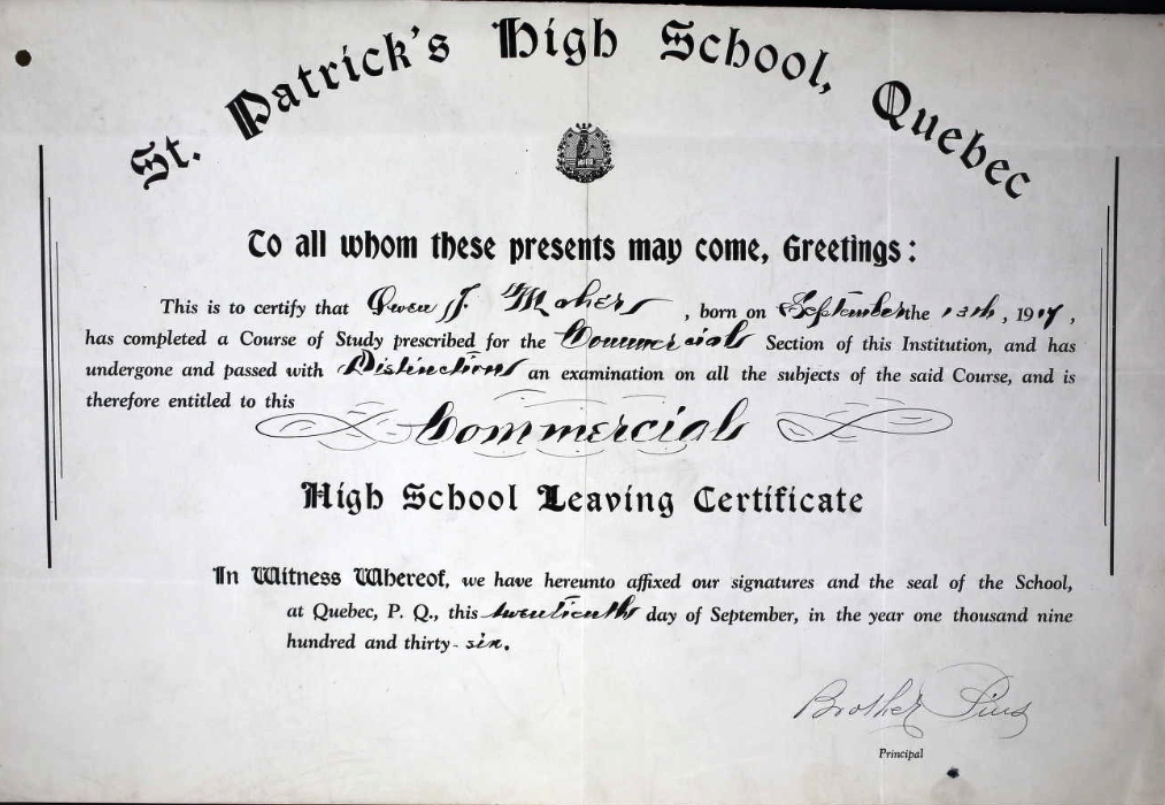 St. Patrick's High School, Quebec
To all whom these presents may come, Greetings:
This is to certify that Owen J. Maher, born on September the 13th, 1917,
has completed a Course of Study prescribed for the Commercial Section of this Institution, and has
undergone and passed with Distinction an examination on all the subjects of the said Course, and is
therefore entitled to this
Commercial
High School Leaving Certificate
In Witness Whereof, we have hereunto affixed our signatures and the seal of the School,
at Quebec, P. Q., this twentieth day of September, in the year one thousand nine
hundred and thirty-six.
Brother Pius
Principal